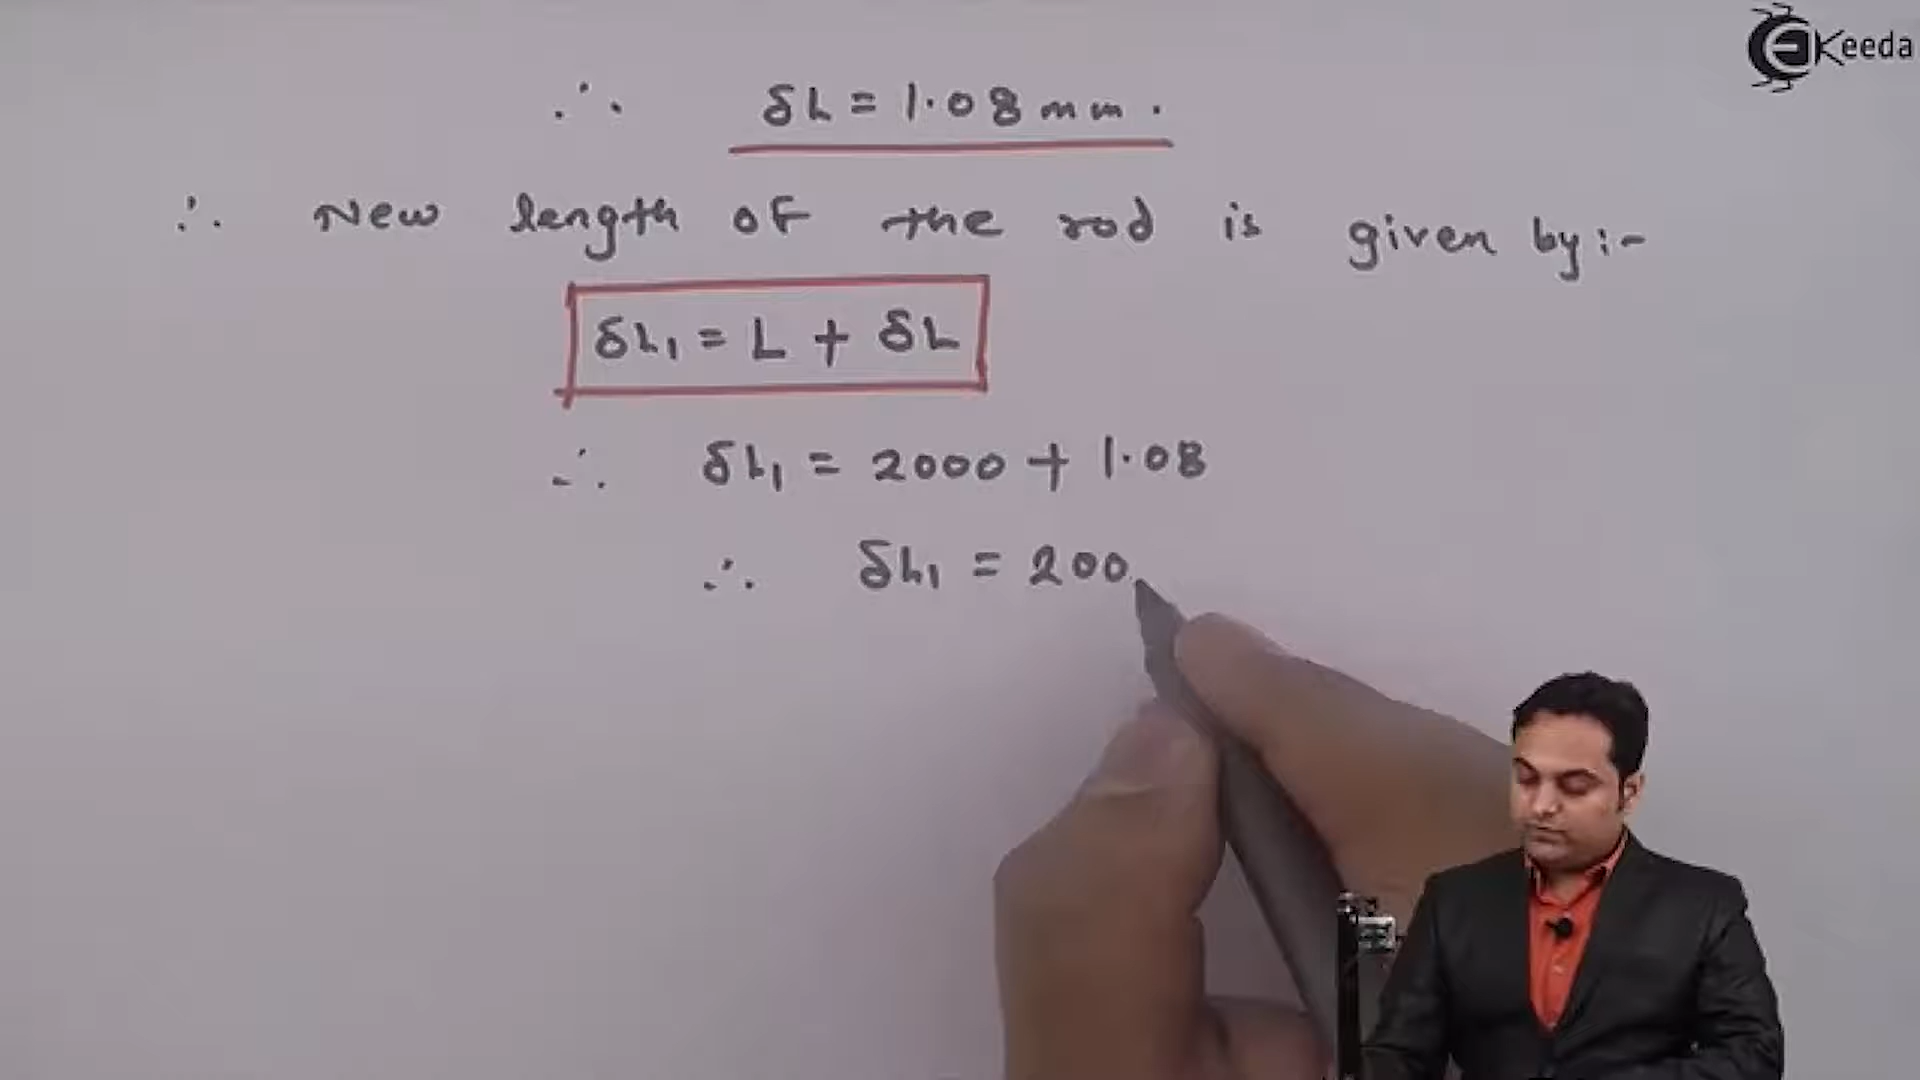 eKeeda
∴ δL = 1.08 mm.
∴ New length of the rod is given by:-
δL₁ = L + δL
∴ δL₁ = 2000 + 1.08
∴ δL₁ = 200